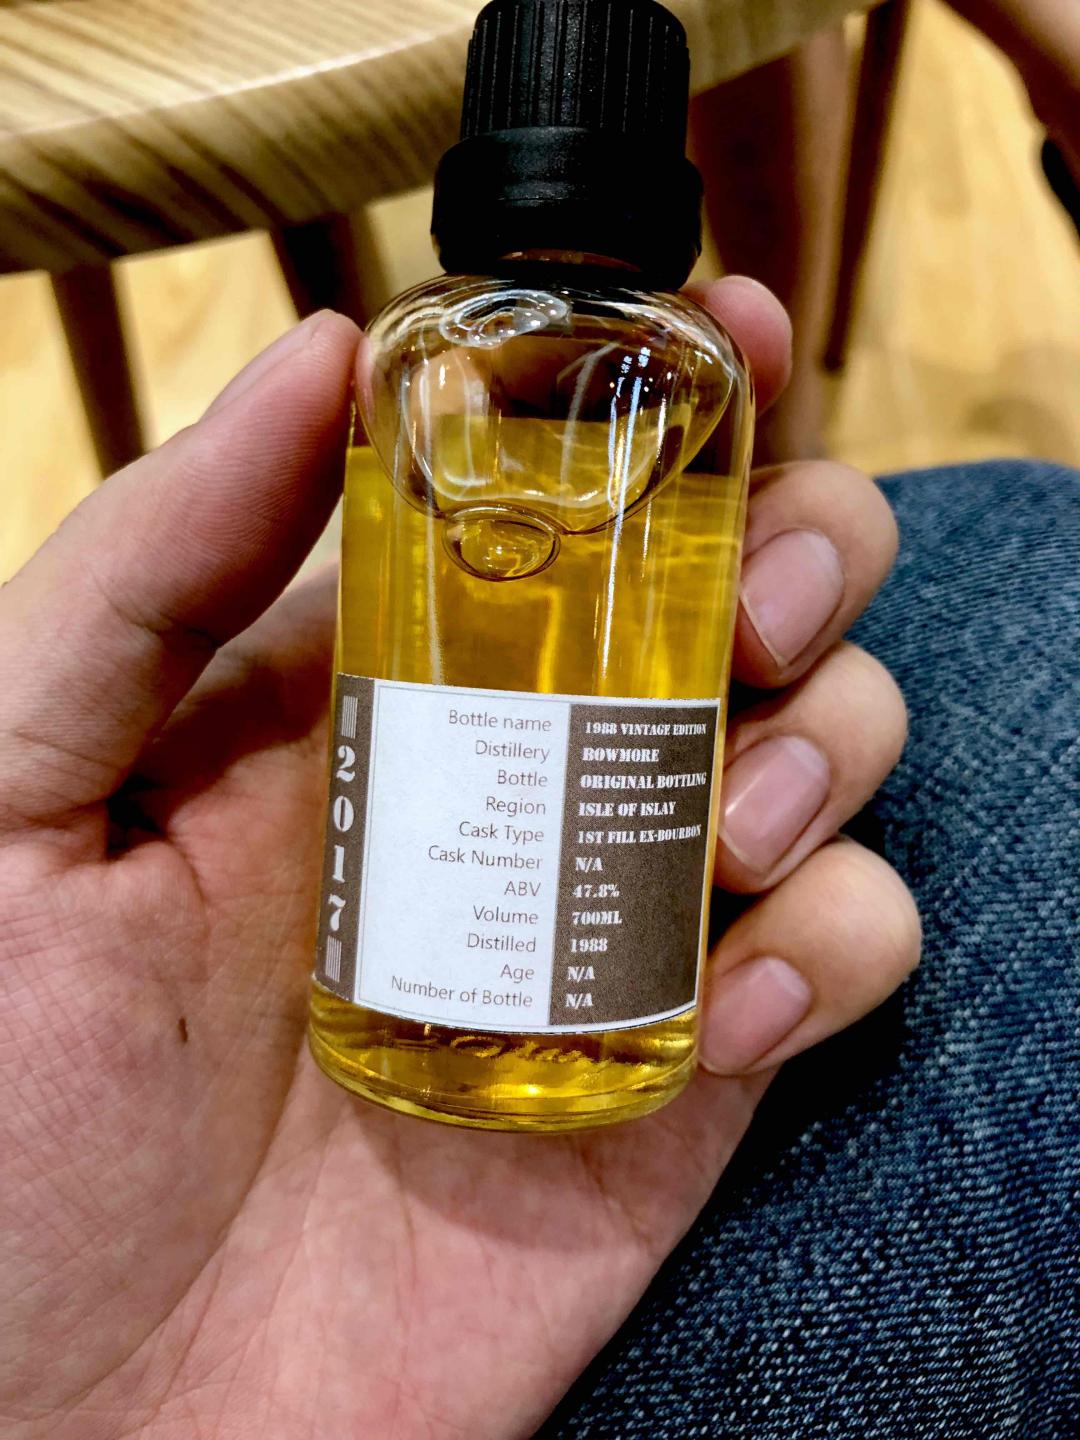 2017
Bottle name 1988 VINTAGE EDITION
Distillery BOWMORE
Bottle ORIGINAL BOTTLING
Region ISLE OF ISLAY
Cask Type 1ST FILL EX-BOURBON
Cask Number N/A
ABV 47.8%
Volume 700ML
Distilled 1988
Age N/A
Number of Bottle N/A